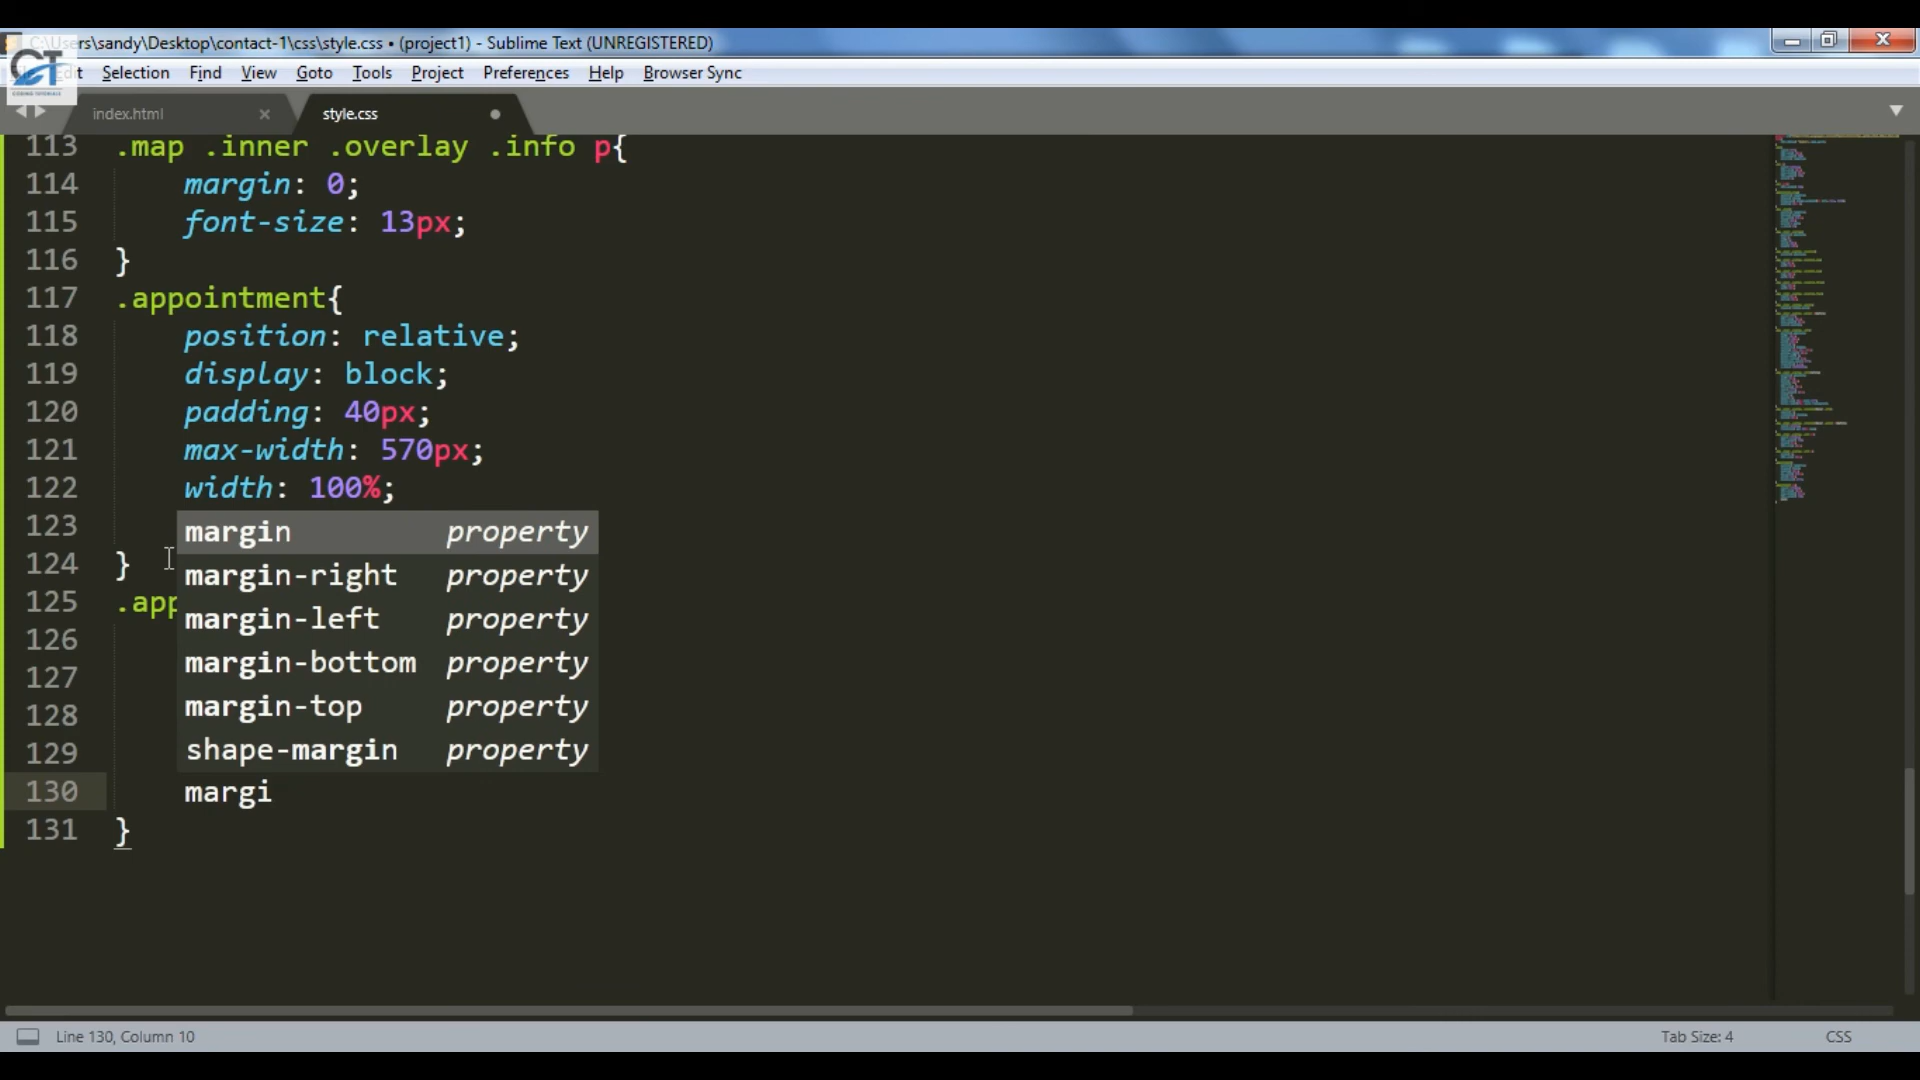 C:\Users\sandy\Desktop\contact-1\css\style.css • (project1) - Sublime Text (UNREGISTERED)
Edit Selection Find View Goto Tools Project Preferences Help Browser Sync
CT
CODING TUTORIALS
index.html × style.css
113 .map .inner .overlay .info p{
114 margin: 0;
115 font-size: 13px;
116 }
117 .appointment{
118 position: relative;
119 display: block;
120 padding: 40px;
121 max-width: 570px;
122 width: 100%;
123
124 }
125 .app
126
127
128
129
130 margi
131 }
margin property
margin-right property
margin-left property
margin-bottom property
margin-top property
shape-margin property
Line 130, Column 10
Tab Size: 4
CSS